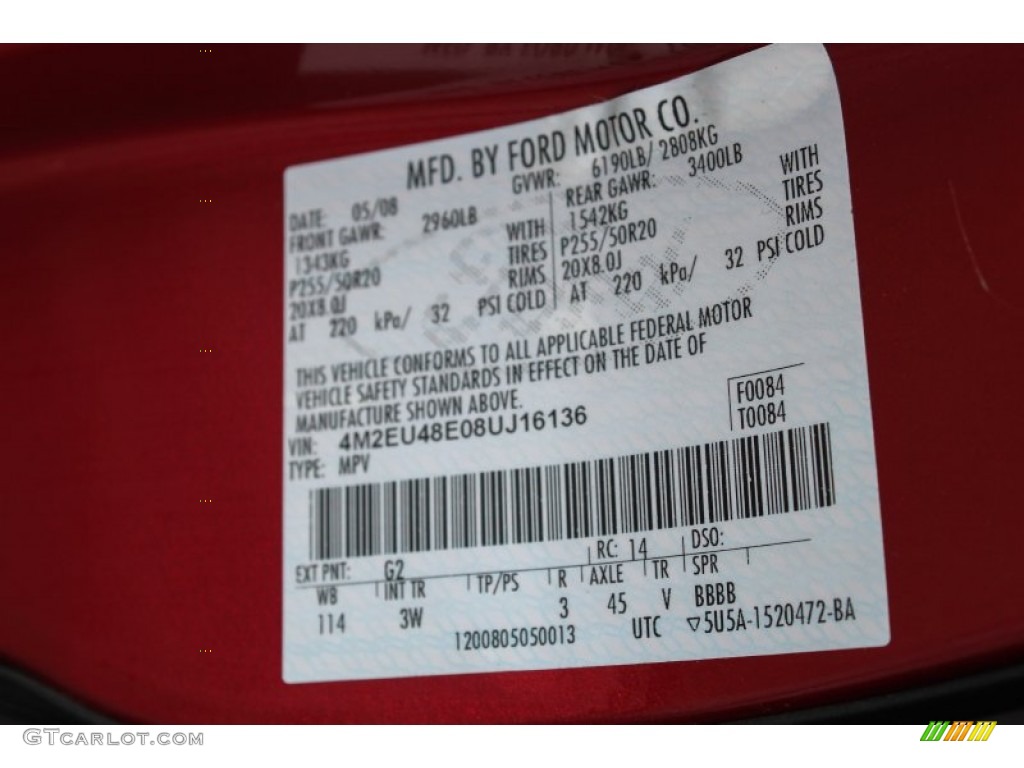 MFD. BY FORD MOTOR CO.
DATE: 05/08 GVWR: 6190LB/ 2808KG
FRONT GAWR: 2960LB REAR GAWR: 3400LB
1343KG WITH 1542KG WITH
P255/50R20 TIRES P255/50R20 TIRES
20X8.0J RIMS 20X8.0J RIMS
AT 220 kPa/ 32 PSI COLD AT 220 kPa/ 32 PSI COLD
THIS VEHICLE CONFORMS TO ALL APPLICABLE FEDERAL MOTOR
VEHICLE SAFETY STANDARDS IN EFFECT ON THE DATE OF
MANUFACTURE SHOWN ABOVE.
VIN: 4M2EU48E08UJ16136 F0084
TYPE: MPV T0084
EXT PNT: G2 RC: 14 DSO:
WB INT TR TP/PS R AXLE TR SPR
114 3W 3 45 V BBBB
1200805050013 UTC ▽5U5A-1520472-BA
GTCarlot.com